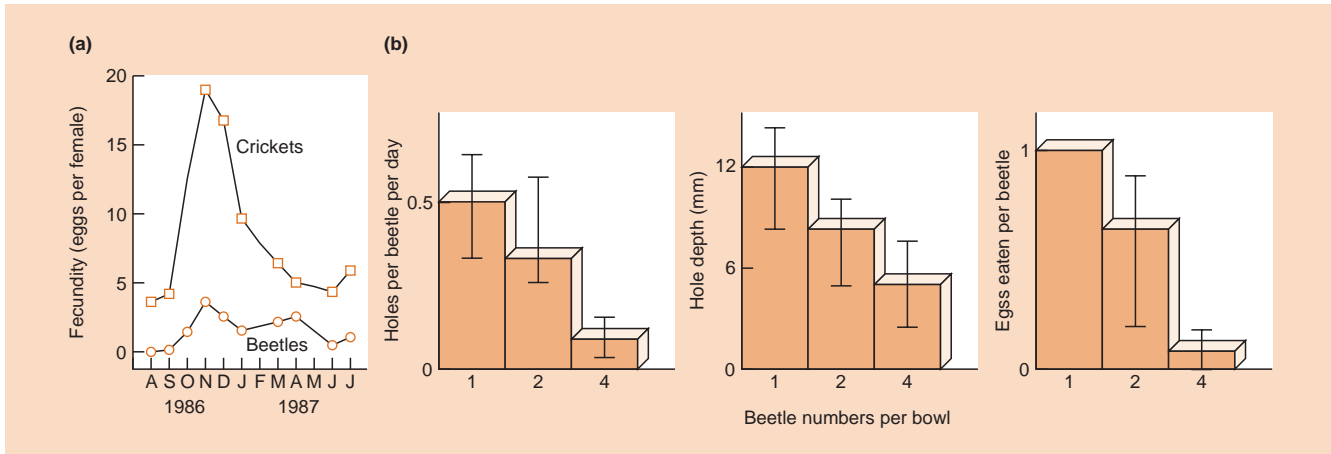 (a)
Fecundity (eggs per female)
20
15
10
5
0
Crickets
Beetles
A S O N D J F M A M J J
1986 1987
(b)
Holes per beetle per day
0.5
0
1 2 4
Hole depth (mm)
12
6
0
1 2 4
Egss eaten per beetle
1
0
1 2 4
Beetle numbers per bowl